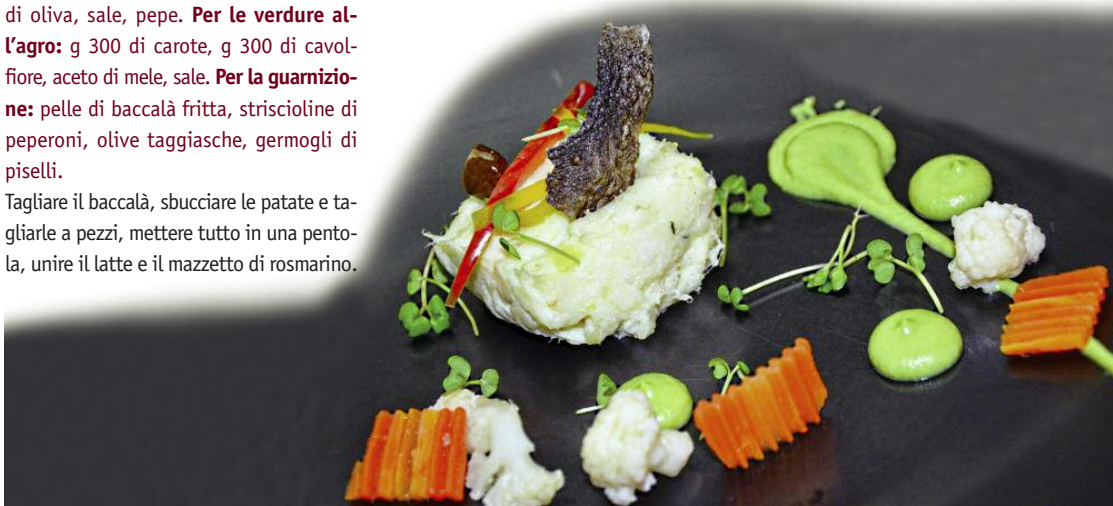 di oliva, sale, pepe. Per le verdure al-
l’agro: g 300 di carote, g 300 di cavol-
fiore, aceto di mele, sale. Per la guarnizio-
ne: pelle di baccalà fritta, striscioline di
peperoni, olive taggiasche, germogli di
piselli.
Tagliare il baccalà, sbucciare le patate e ta-
gliarle a pezzi, mettere tutto in una pento-
la, unire il latte e il mazzetto di rosmarino.